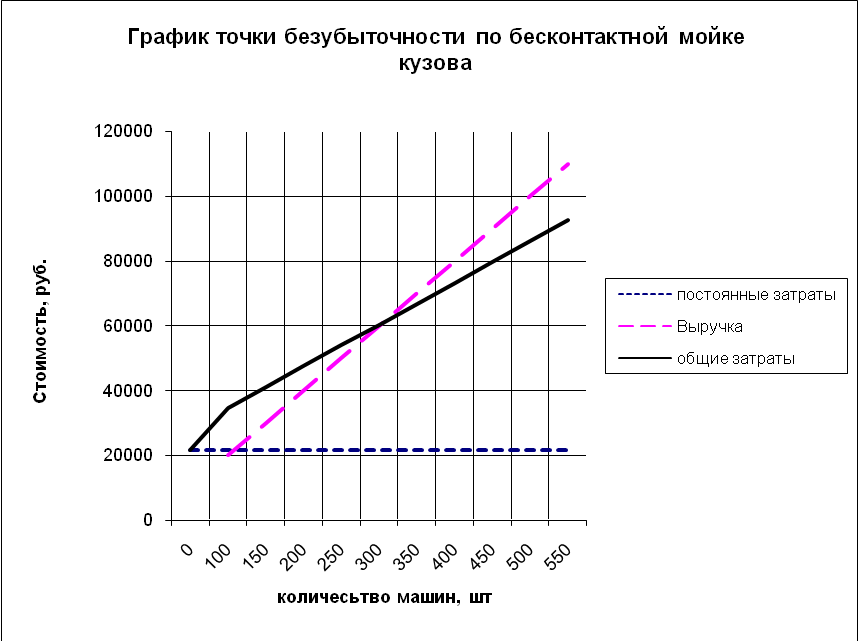 График точки безубыточности по бесконтактной мойке
кузова
120000
100000
80000
60000
40000
20000
0
Стоимость, руб.
0 100 150 200 250 300 350 400 450 500 550
количесьтво машин, шт
постоянные затраты
Выручка
общие затраты